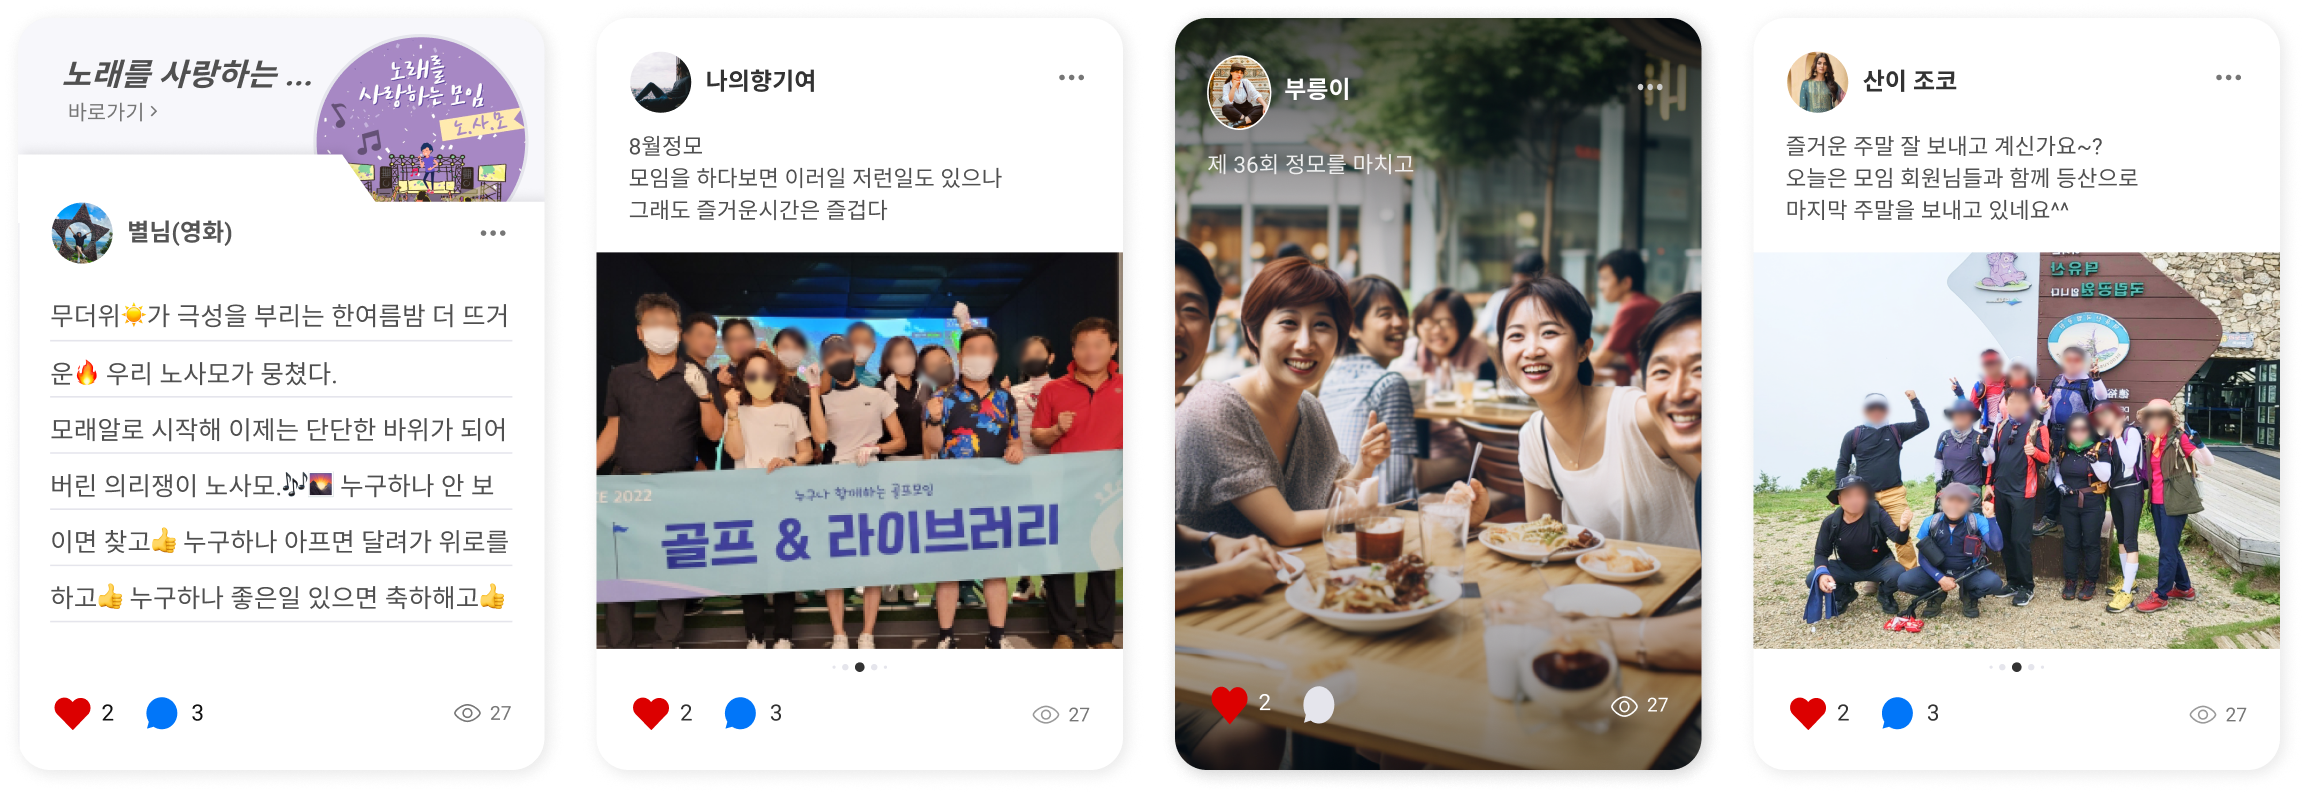 노래를 사랑하는 ...
바로가기 >
노래를
사랑하는 모임
노.사.모
별님(영화)
무더위☀️가 극성을 부리는 한여름밤 더 뜨거
운🔥 우리 노사모가 뭉쳤다.
모래알로 시작해 이제는 단단한 바위가 되어
버린 의리쟁이 노사모.🎶🌄 누구하나 안 보
이면 찾고👍 누구하나 아프면 달려가 위로를
하고👍 누구하나 좋은일 있으면 축하해고👍
2 3 27
나의향기여
8월정모
모임을 하다보면 이러일 저런일도 있으나
그래도 즐거운시간은 즐겁다
2022
누구나 함께하는 골프모임
골프 & 라이브러리
2 3 27
부릉이
제 36회 정모를 마치고
2 27
산이 조코
즐거운 주말 잘 보내고 계신가요~?
오늘은 모임 회원님들과 함께 등산으로
마지막 주말을 보내고 있네요^^
덕유산
국립공원입니다
2 3 27